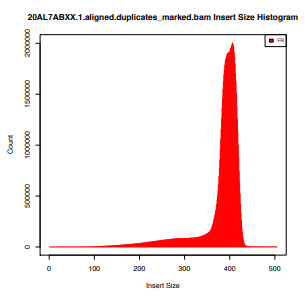 20AL7ABXX.1.aligned.duplicates_marked.bam Insert Size Histogram
FR
Count
2000000
1500000
1000000
500000
0
0 100 200 300 400 500
Insert Size